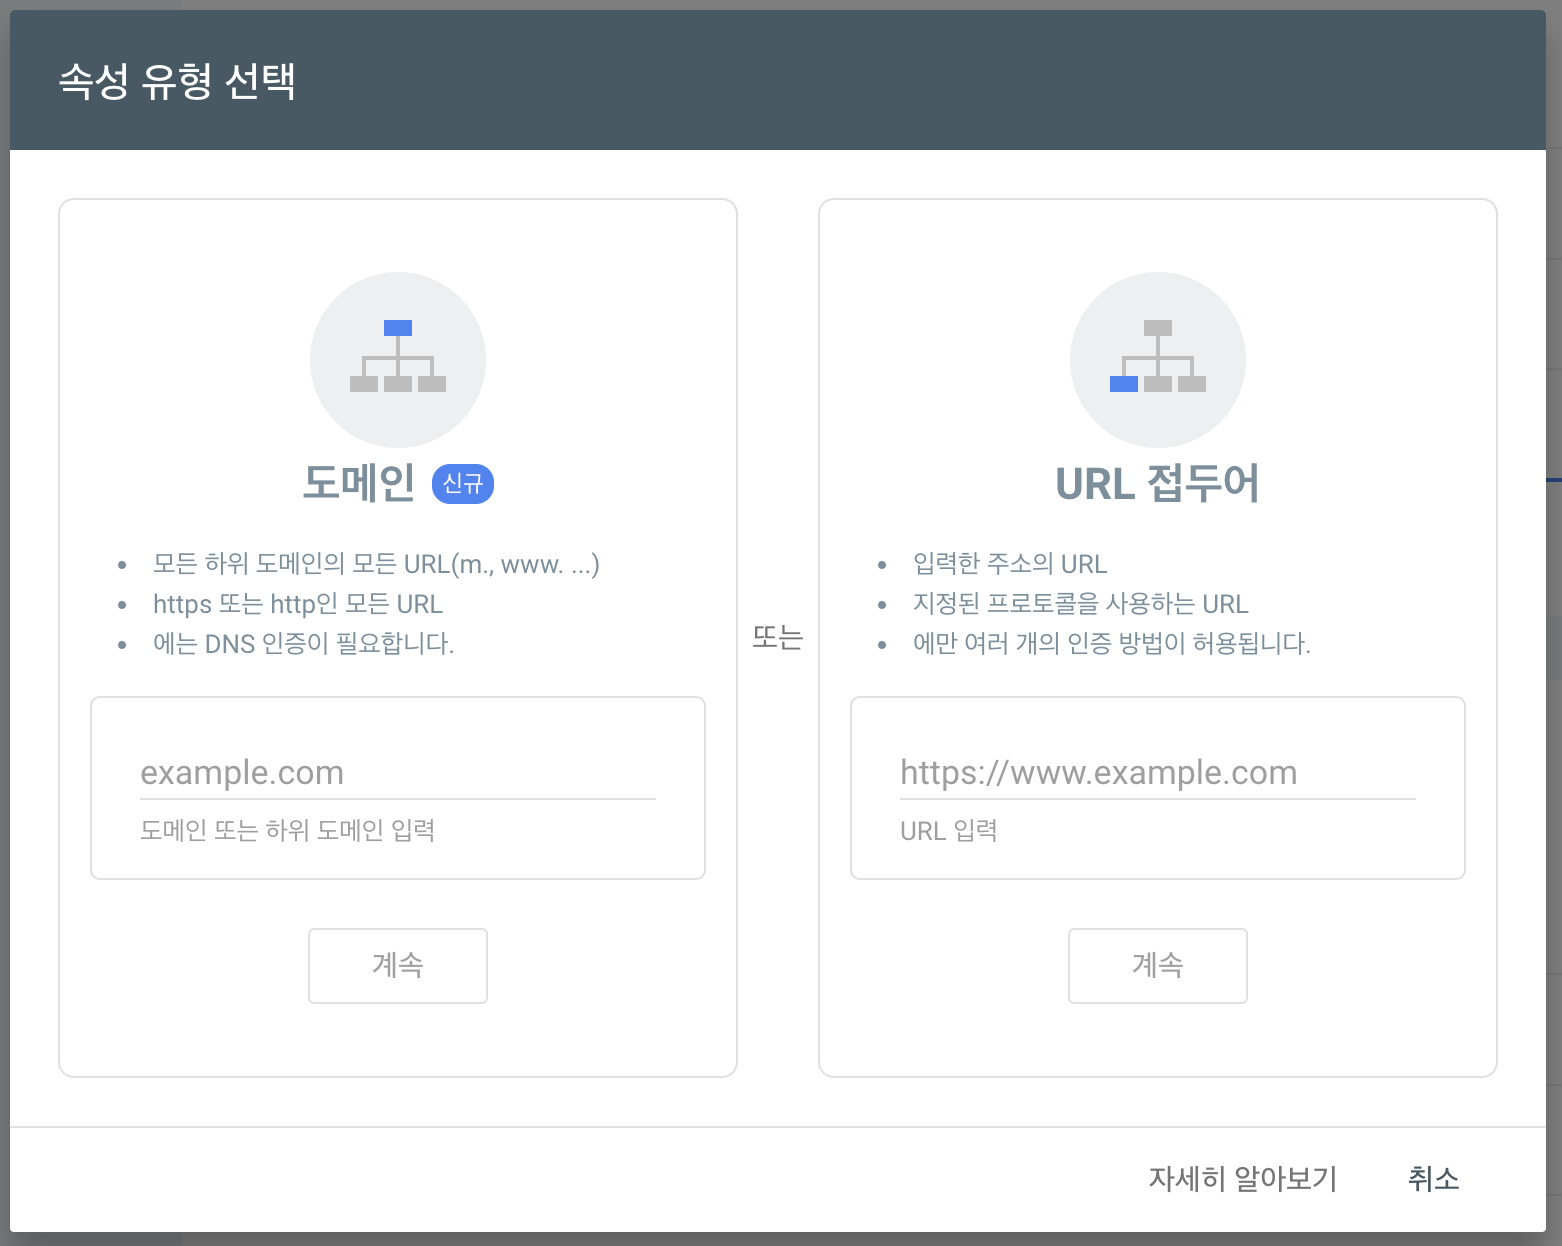 속성 유형 선택
도메인 신규
모든 하위 도메인의 모든 URL(m., www. ...)
https 또는 http인 모든 URL
에는 DNS 인증이 필요합니다.
example.com
도메인 또는 하위 도메인 입력
계속
또는
URL 접두어
입력한 주소의 URL
지정된 프로토콜을 사용하는 URL
에만 여러 개의 인증 방법이 허용됩니다.
https://www.example.com
URL 입력
계속
자세히 알아보기 취소